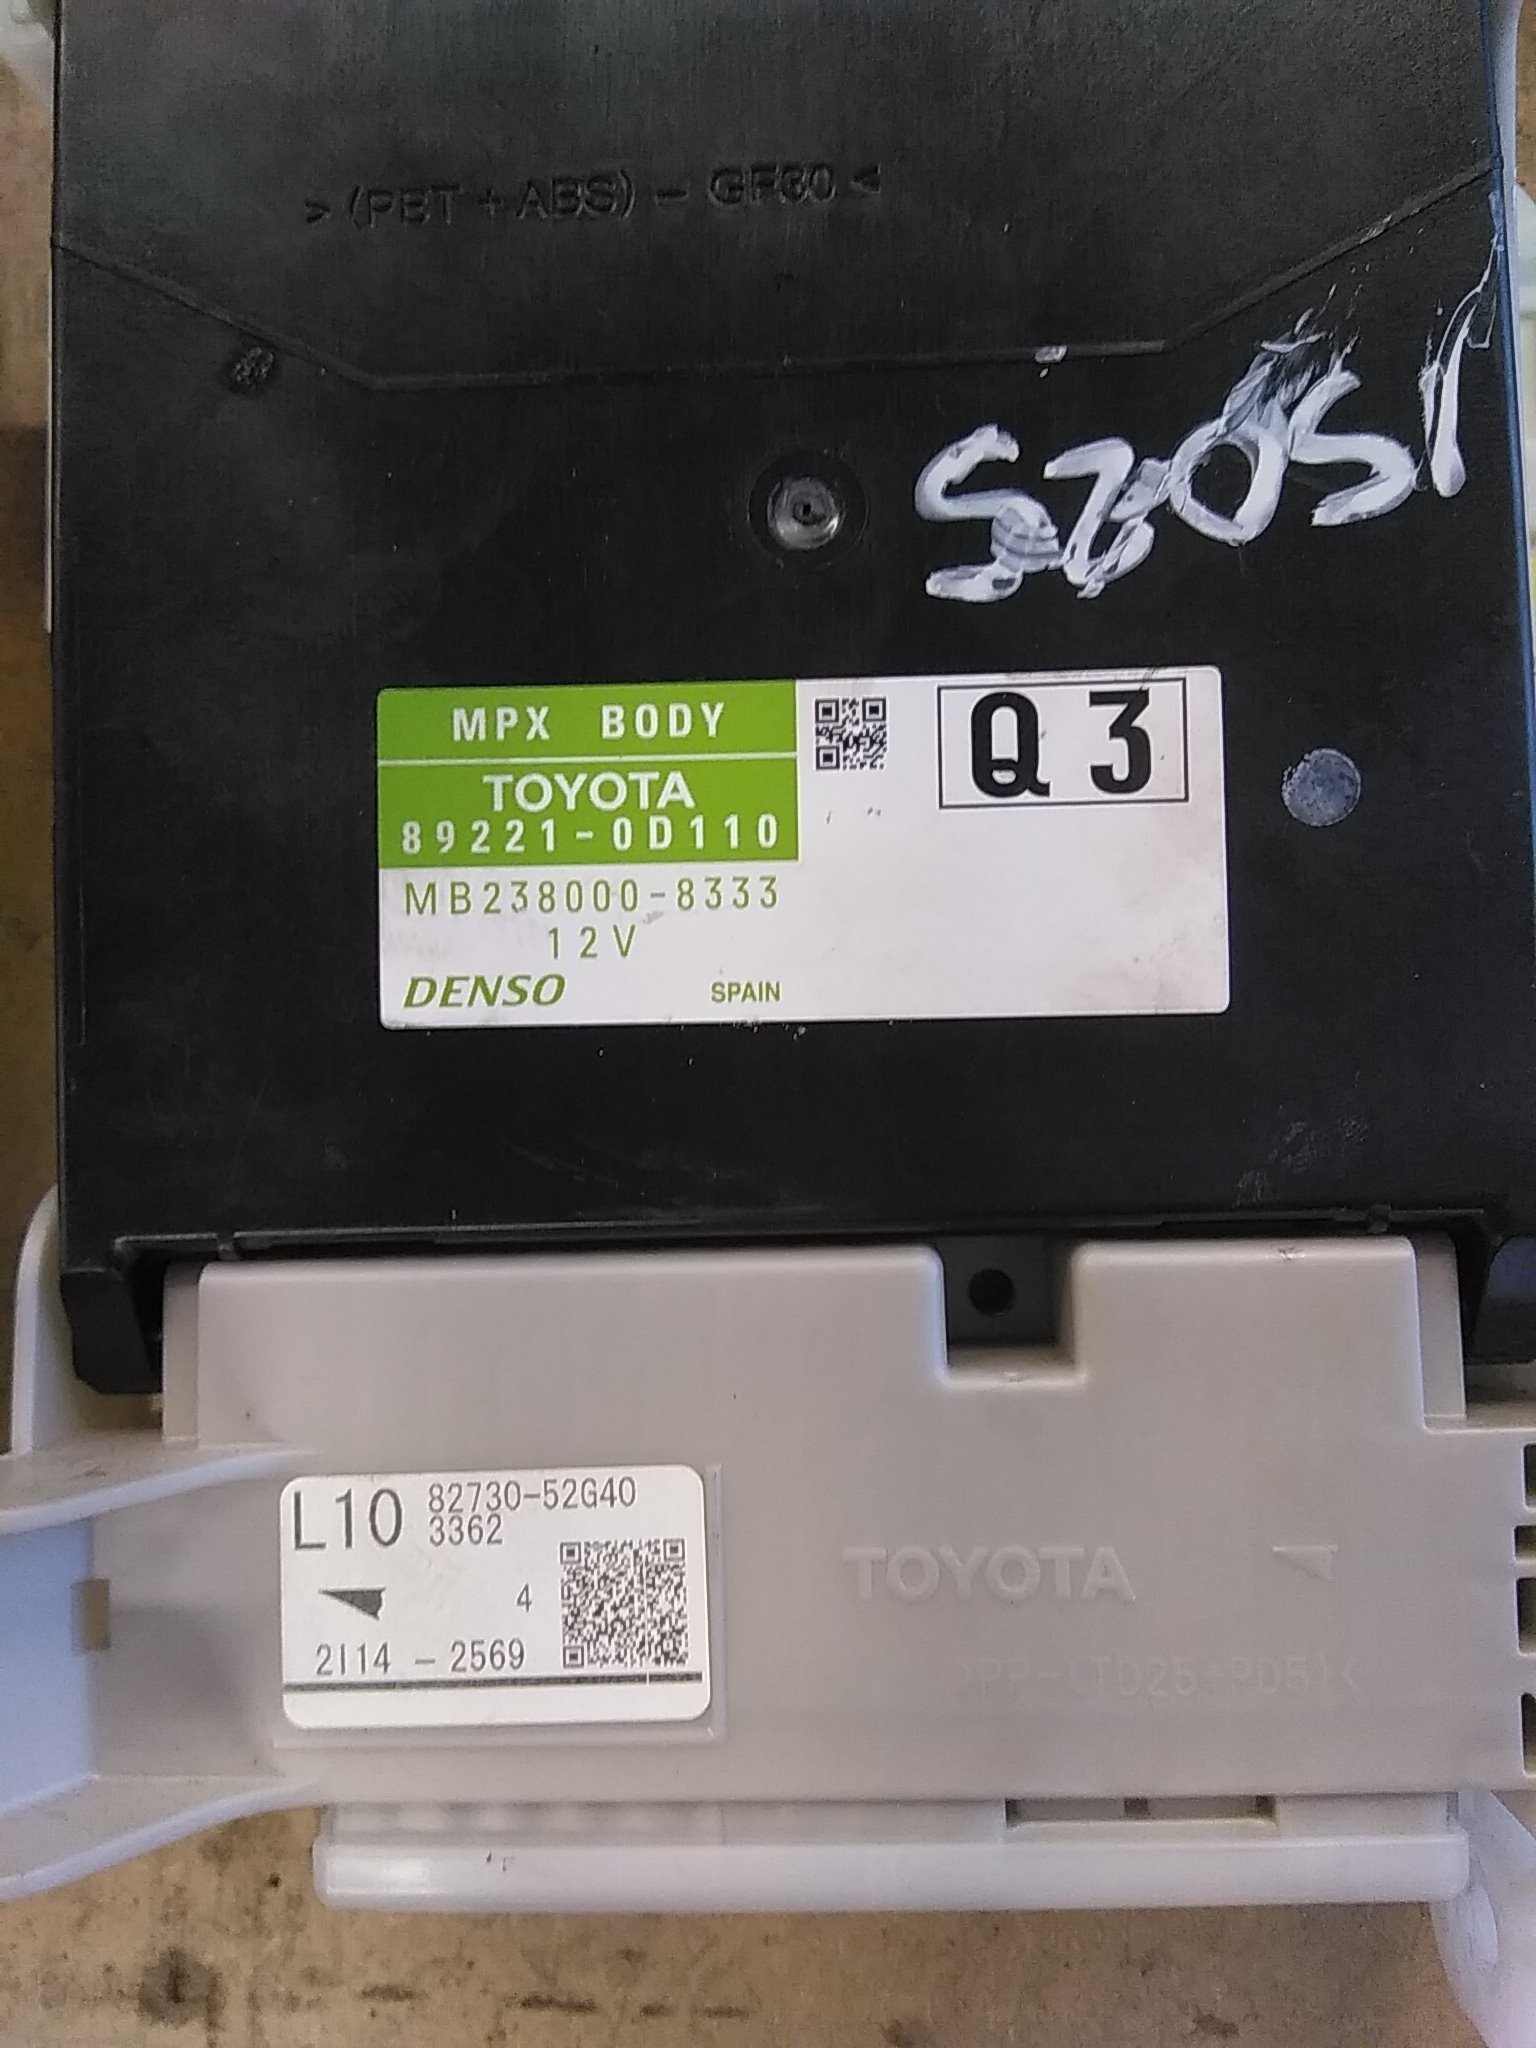 >(PBT+ABS)-GF30<
S2051
MPX BODY
TOYOTA
89221-0D110
MB238000-8333
12V
DENSO SPAIN
Q3
L10 82730-52G40
3362
4
2I14-2569
TOYOTA